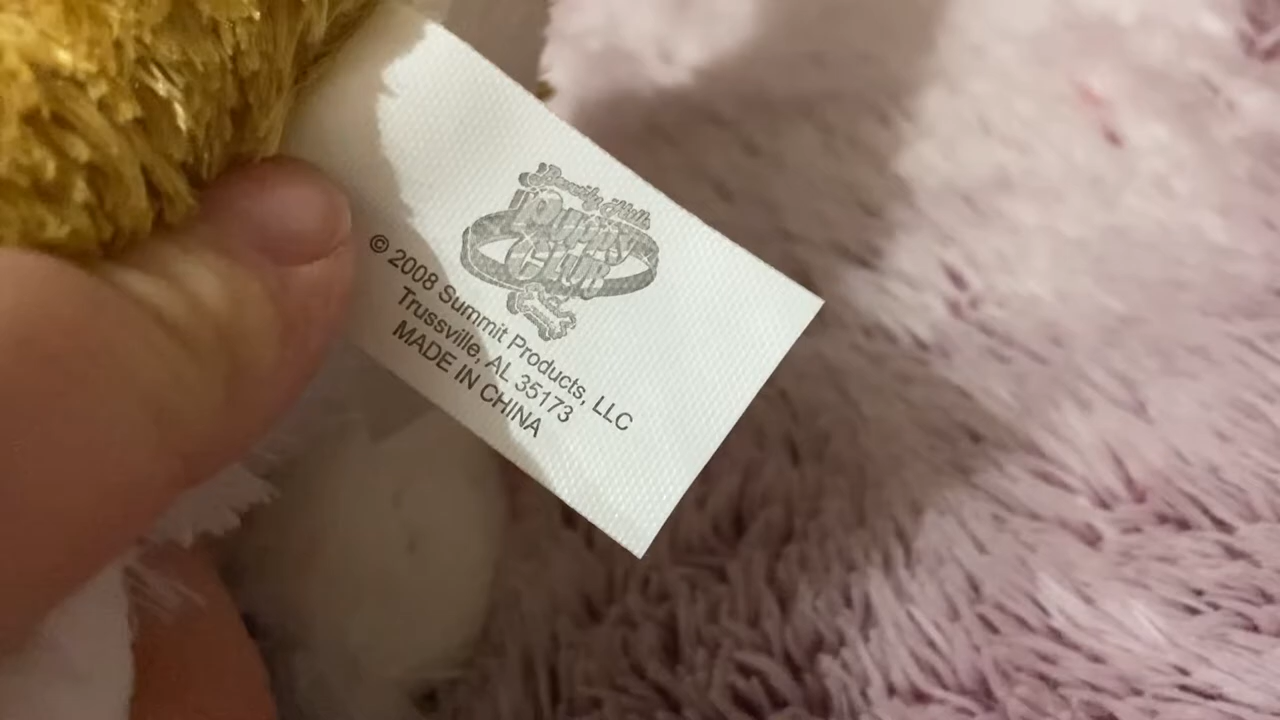 Beverly Hills
PUPPY
CLUB
© 2008 Summit Products, LLC
Trussville, AL 35173
MADE IN CHINA